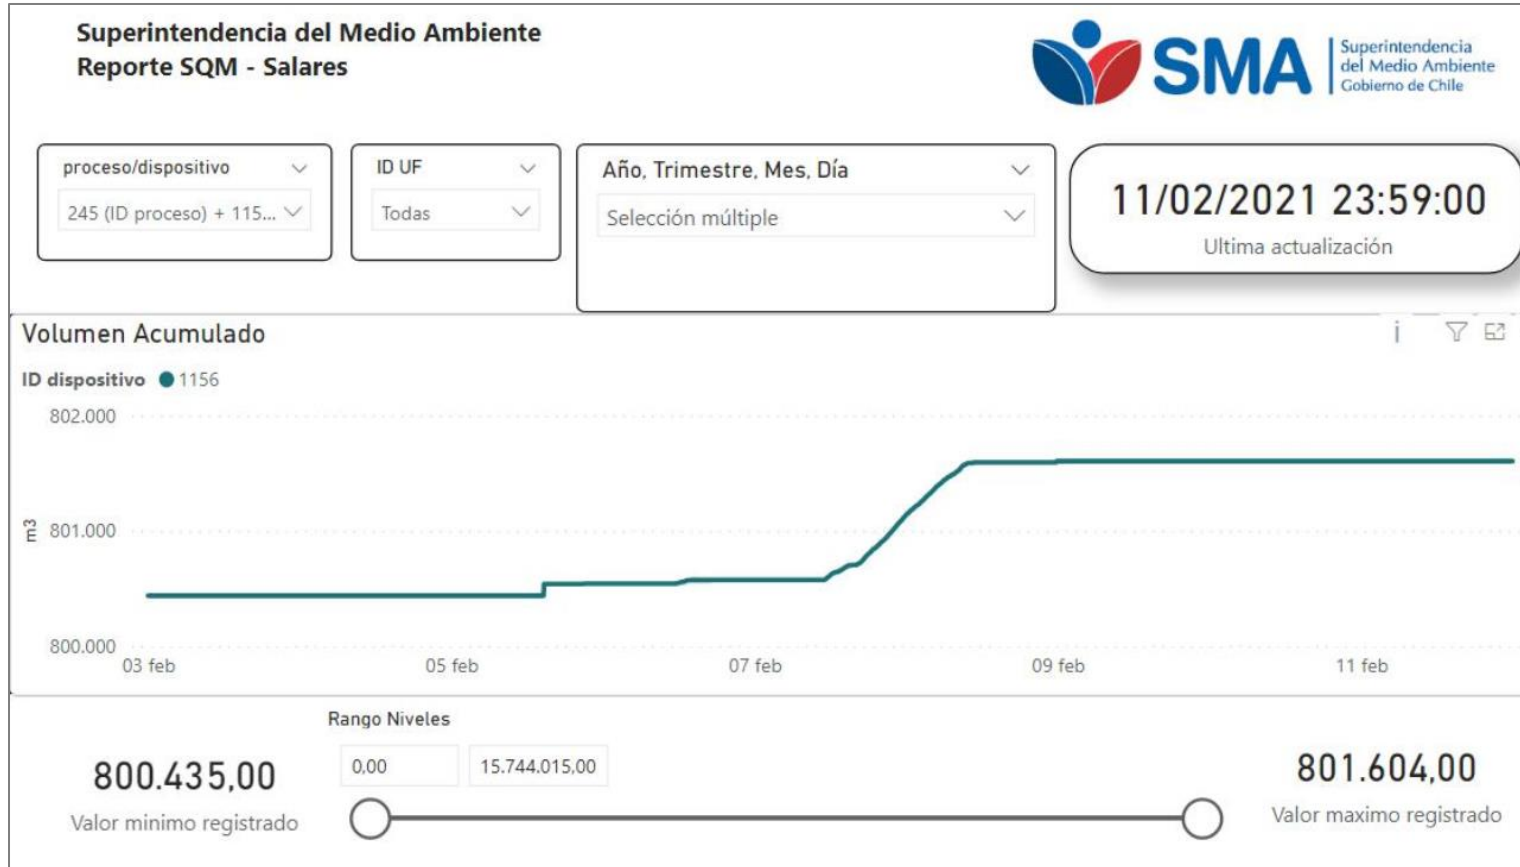 Superintendencia del Medio Ambiente
Reporte SQM - Salares
SMA
Superintendencia
del Medio Ambiente
Gobierno de Chile
proceso/dispositivo
245 (ID proceso) + 115...
ID UF
Todas
Año, Trimestre, Mes, Día
Selección múltiple
11/02/2021 23:59:00
Ultima actualización
Volumen Acumulado
ID dispositivo 1156
802.000
801.000
800.000
m3
03 feb 05 feb 07 feb 09 feb 11 feb
Rango Niveles
0,00 15.744.015,00
800.435,00
Valor minimo registrado
801.604,00
Valor maximo registrado